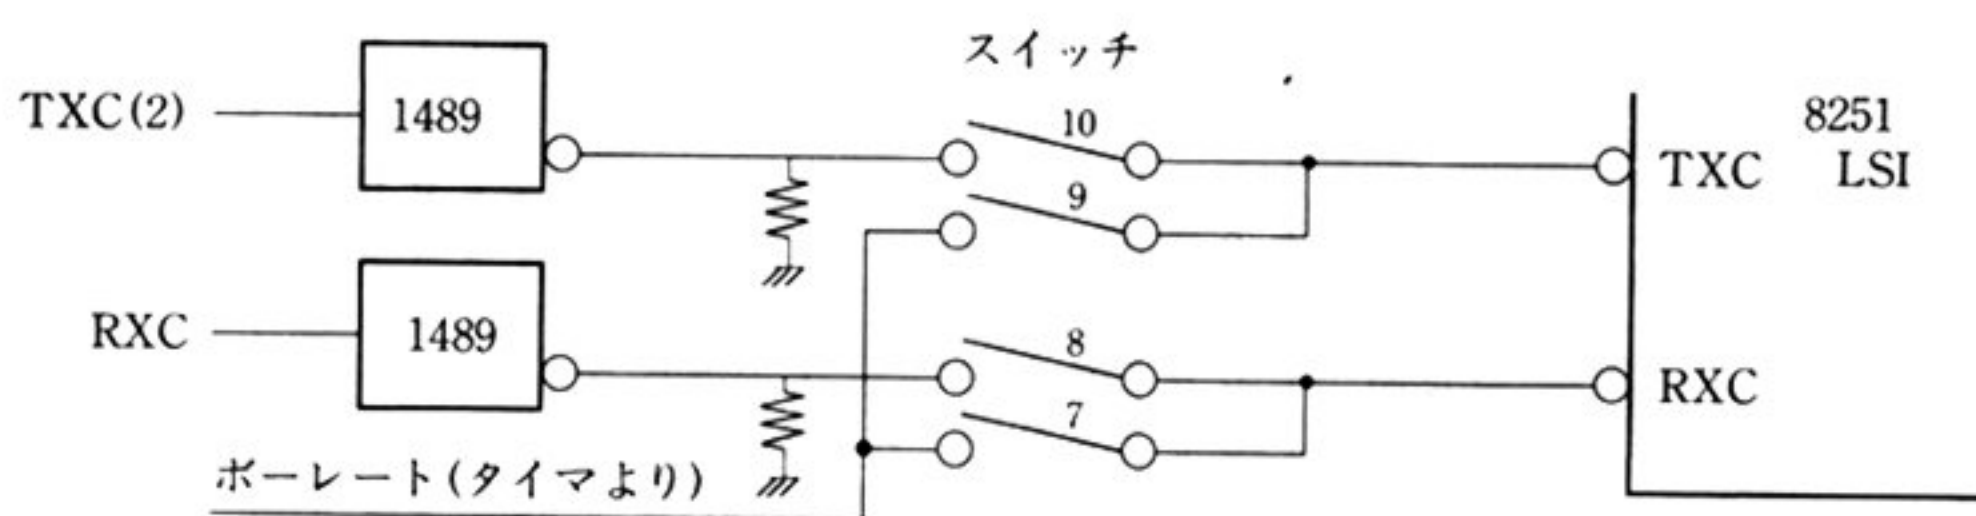 スイッチ
TXC(2)
1489
10
9
8251
LSI
TXC
RXC
1489
8
7
RXC
ボーレート(タイマより)